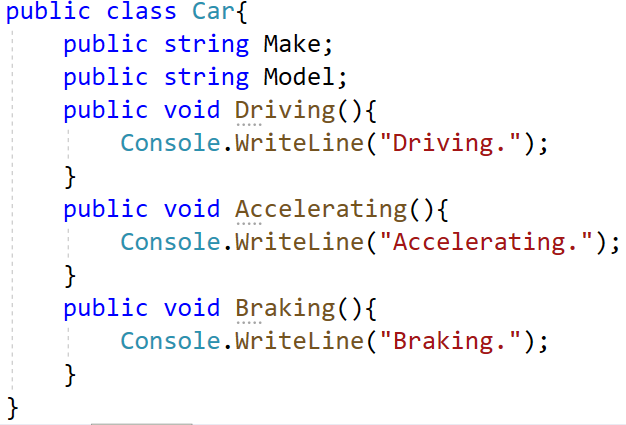 public class Car{
    public string Make;
    public string Model;
    public void Driving(){
        Console.WriteLine("Driving.");
    }
    public void Accelerating(){
        Console.WriteLine("Accelerating.");
    }
    public void Braking(){
        Console.WriteLine("Braking.");
    }
}